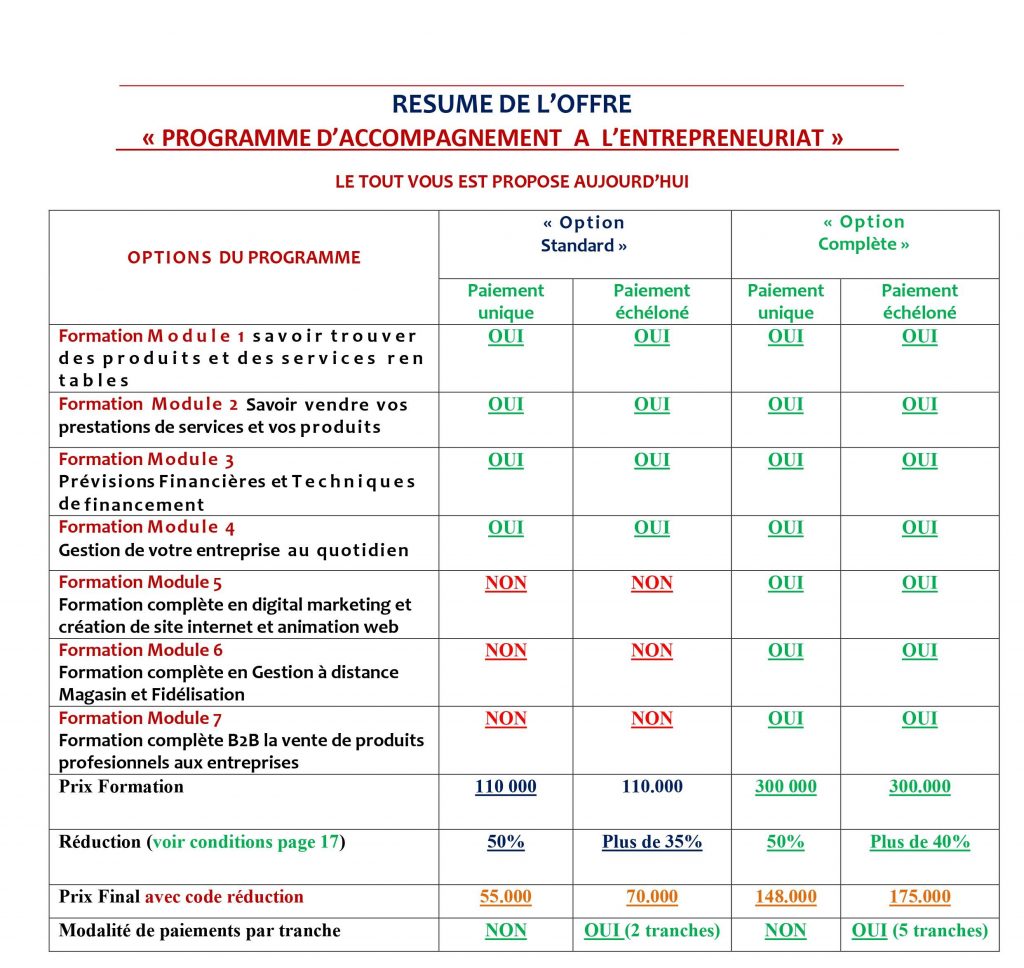 RESUME DE L’OFFRE
« PROGRAMME D’ACCOMPAGNEMENT A L’ENTREPRENEURIAT »
LE TOUT VOUS EST PROPOSE AUJOURD’HUI
OPTIONS DU PROGRAMME
« Option
Standard »
« Option
Complète »
Paiement
unique
Paiement
échéloné
Paiement
unique
Paiement
échéloné
Formation Module 1 savoir trouver
des produits et des services ren
tables
OUI OUI OUI OUI
Formation Module 2 Savoir vendre vos
prestations de services et vos produits
OUI OUI OUI OUI
Formation Module 3
Prévisions Financières et Techniques
de financement
OUI OUI OUI OUI
Formation Module 4
Gestion de votre entreprise au quotidien
OUI OUI OUI OUI
Formation Module 5
Formation complète en digital marketing et
création de site internet et animation web
NON NON OUI OUI
Formation Module 6
Formation complète en Gestion à distance
Magasin et Fidélisation
NON NON OUI OUI
Formation Module 7
Formation complète B2B la vente de produits
profesionnels aux entreprises
NON NON OUI OUI
Prix Formation 110 000 110.000 300 000 300.000
Réduction (voir conditions page 17) 50% Plus de 35% 50% Plus de 40%
Prix Final avec code réduction 55.000 70.000 148.000 175.000
Modalité de paiements par tranche NON OUI (2 tranches) NON OUI (5 tranches)